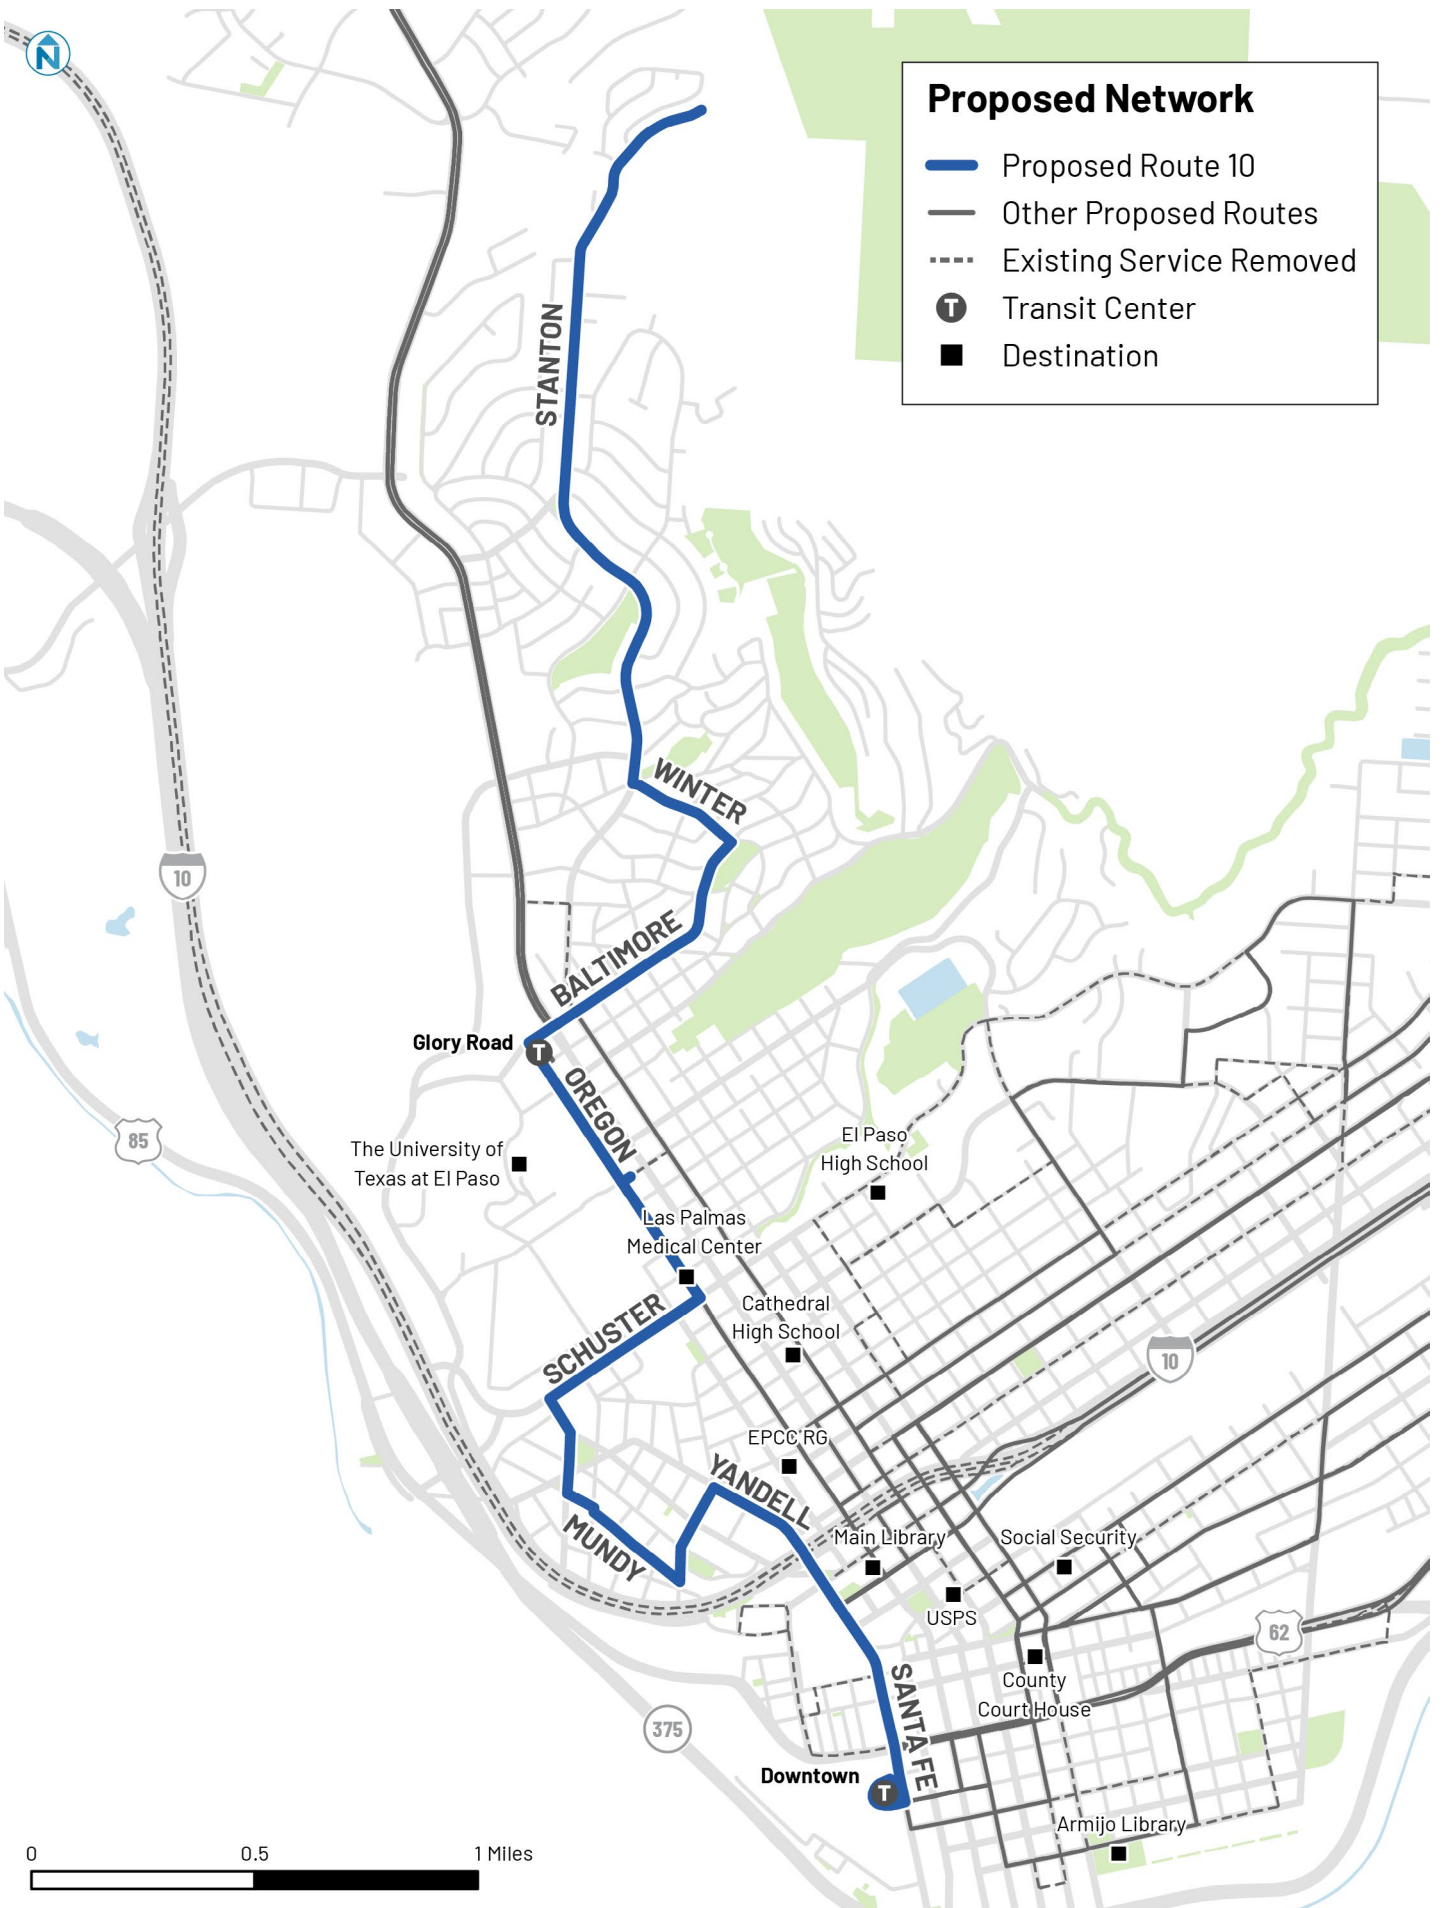 N
Proposed Network
Proposed Route 10
Other Proposed Routes
Existing Service Removed
T
Transit Center
Destination
STANTON
WINTER
10
BALTIMORE
Glory Road
T
OREGON
85
The University of
Texas at El Paso
El Paso
High School
Las Palmas
Medical Center
SCHUSTER
Cathedral
High School
10
EPCC RG
YANDELL
MUNDY
Main Library
Social Security
USPS
62
County
Court House
SANTA FE
375
Downtown
T
Armijo Library
0
0.5
1 Miles